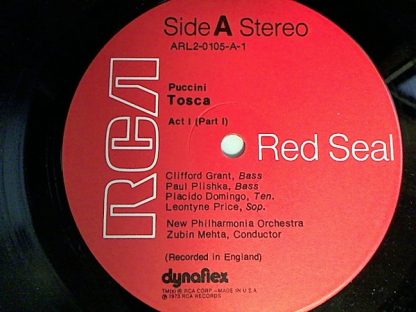 Side A Stereo
ARL2-0105-A-1
RCA
Puccini
Tosca
Act I (Part I)
Red Seal
Clifford Grant, Bass
Paul Plishka, Bass
Placido Domingo, Ten.
Leontyne Price, Sop.
New Philharmonia Orchestra
Zubin Mehta, Conductor
(Recorded in England)
dynaflex
TM(s) ® RCA CORP.—MADE IN U.S.A.
℗ 1973 RCA RECORDS